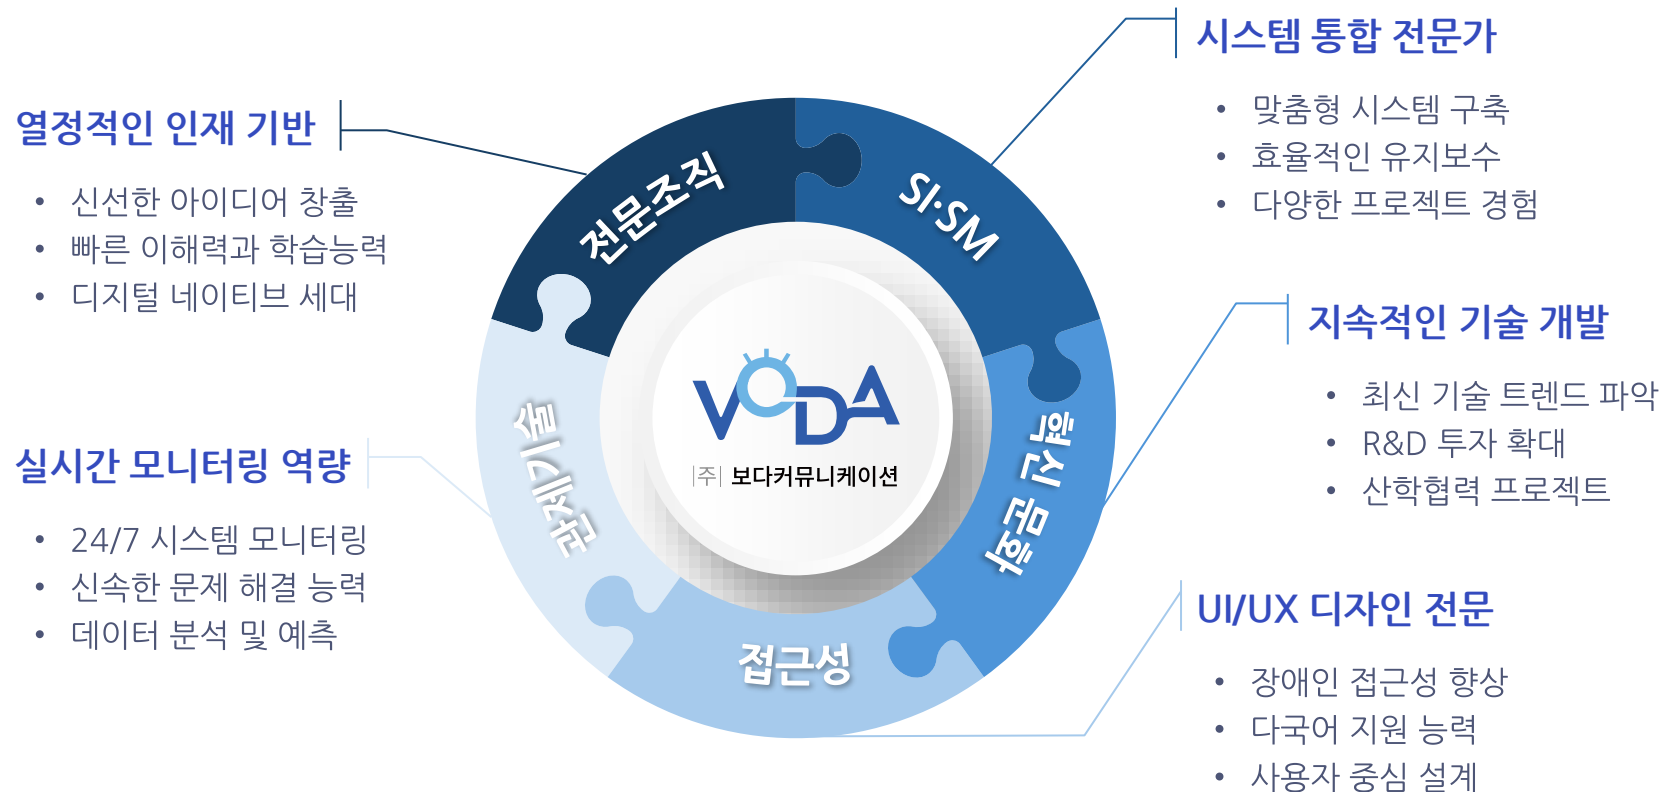 열정적인 인재 기반
• 신선한 아이디어 창출
• 빠른 이해력과 학습능력
• 디지털 네이티브 세대
실시간 모니터링 역량
• 24/7 시스템 모니터링
• 신속한 문제 해결 능력
• 데이터 분석 및 예측
전문조직
SI·SM
혁신 문화
접근성
관제기술
VODA
|주| 보다커뮤니케이션
시스템 통합 전문가
• 맞춤형 시스템 구축
• 효율적인 유지보수
• 다양한 프로젝트 경험
지속적인 기술 개발
• 최신 기술 트렌드 파악
• R&D 투자 확대
• 산학협력 프로젝트
UI/UX 디자인 전문
• 장애인 접근성 향상
• 다국어 지원 능력
• 사용자 중심 설계